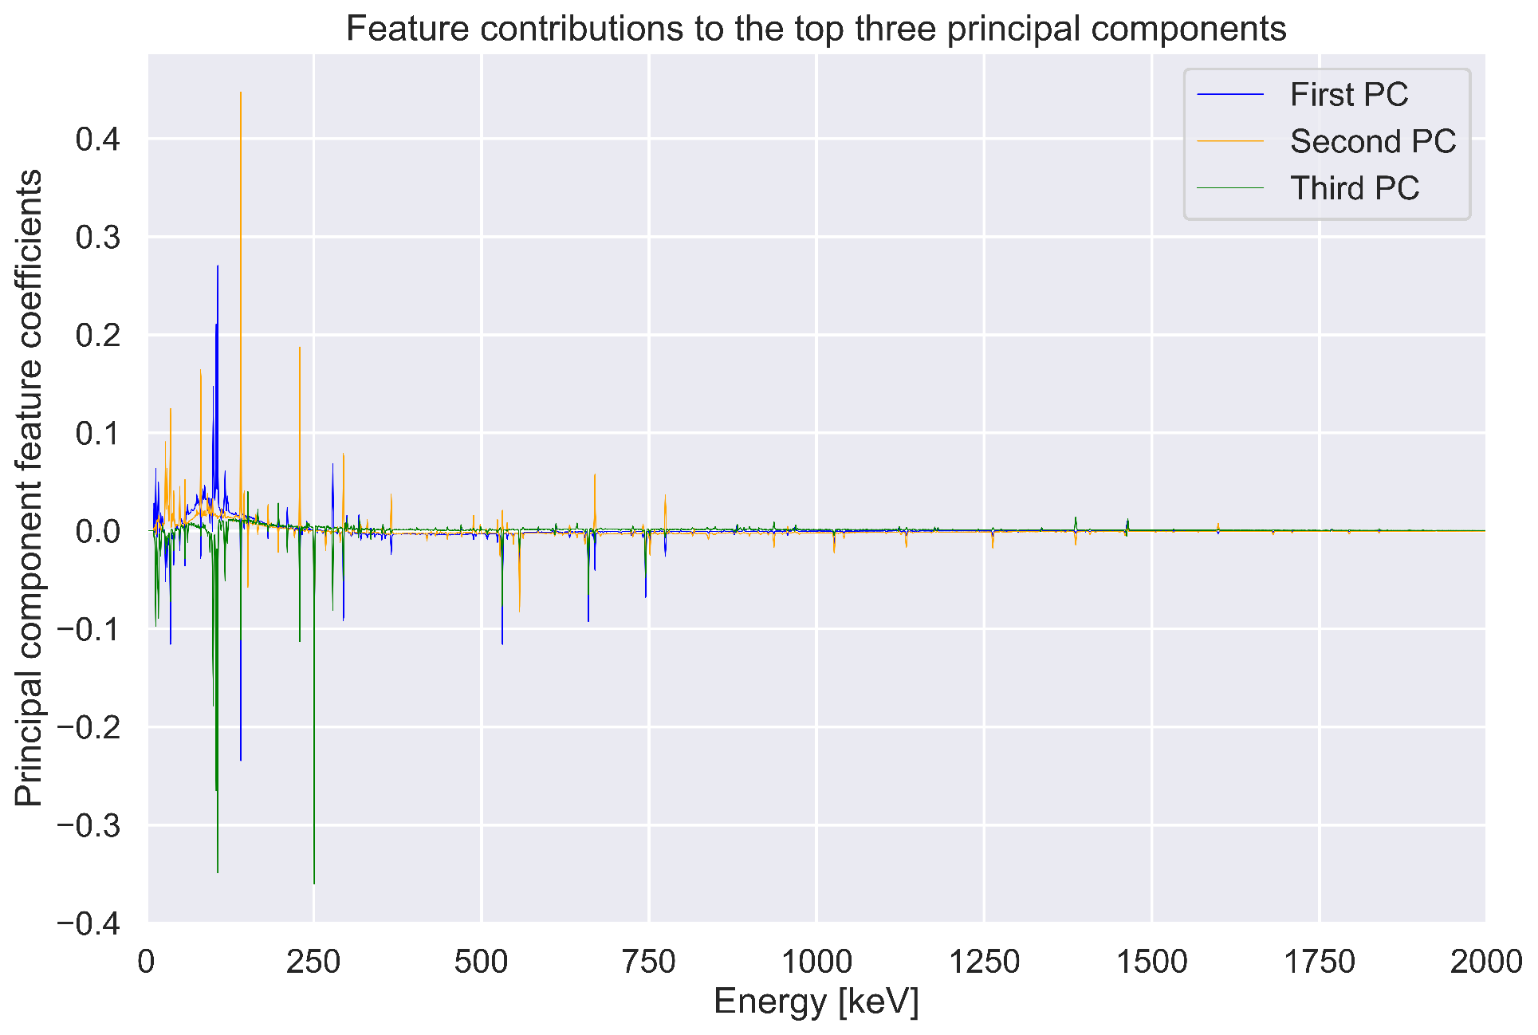 Feature contributions to the top three principal components
First PC
Second PC
Third PC
Principal component feature coefficients
0.4
0.3
0.2
0.1
0.0
−0.1
−0.2
−0.3
−0.4
0 250 500 750 1000 1250 1500 1750 2000
Energy [keV]